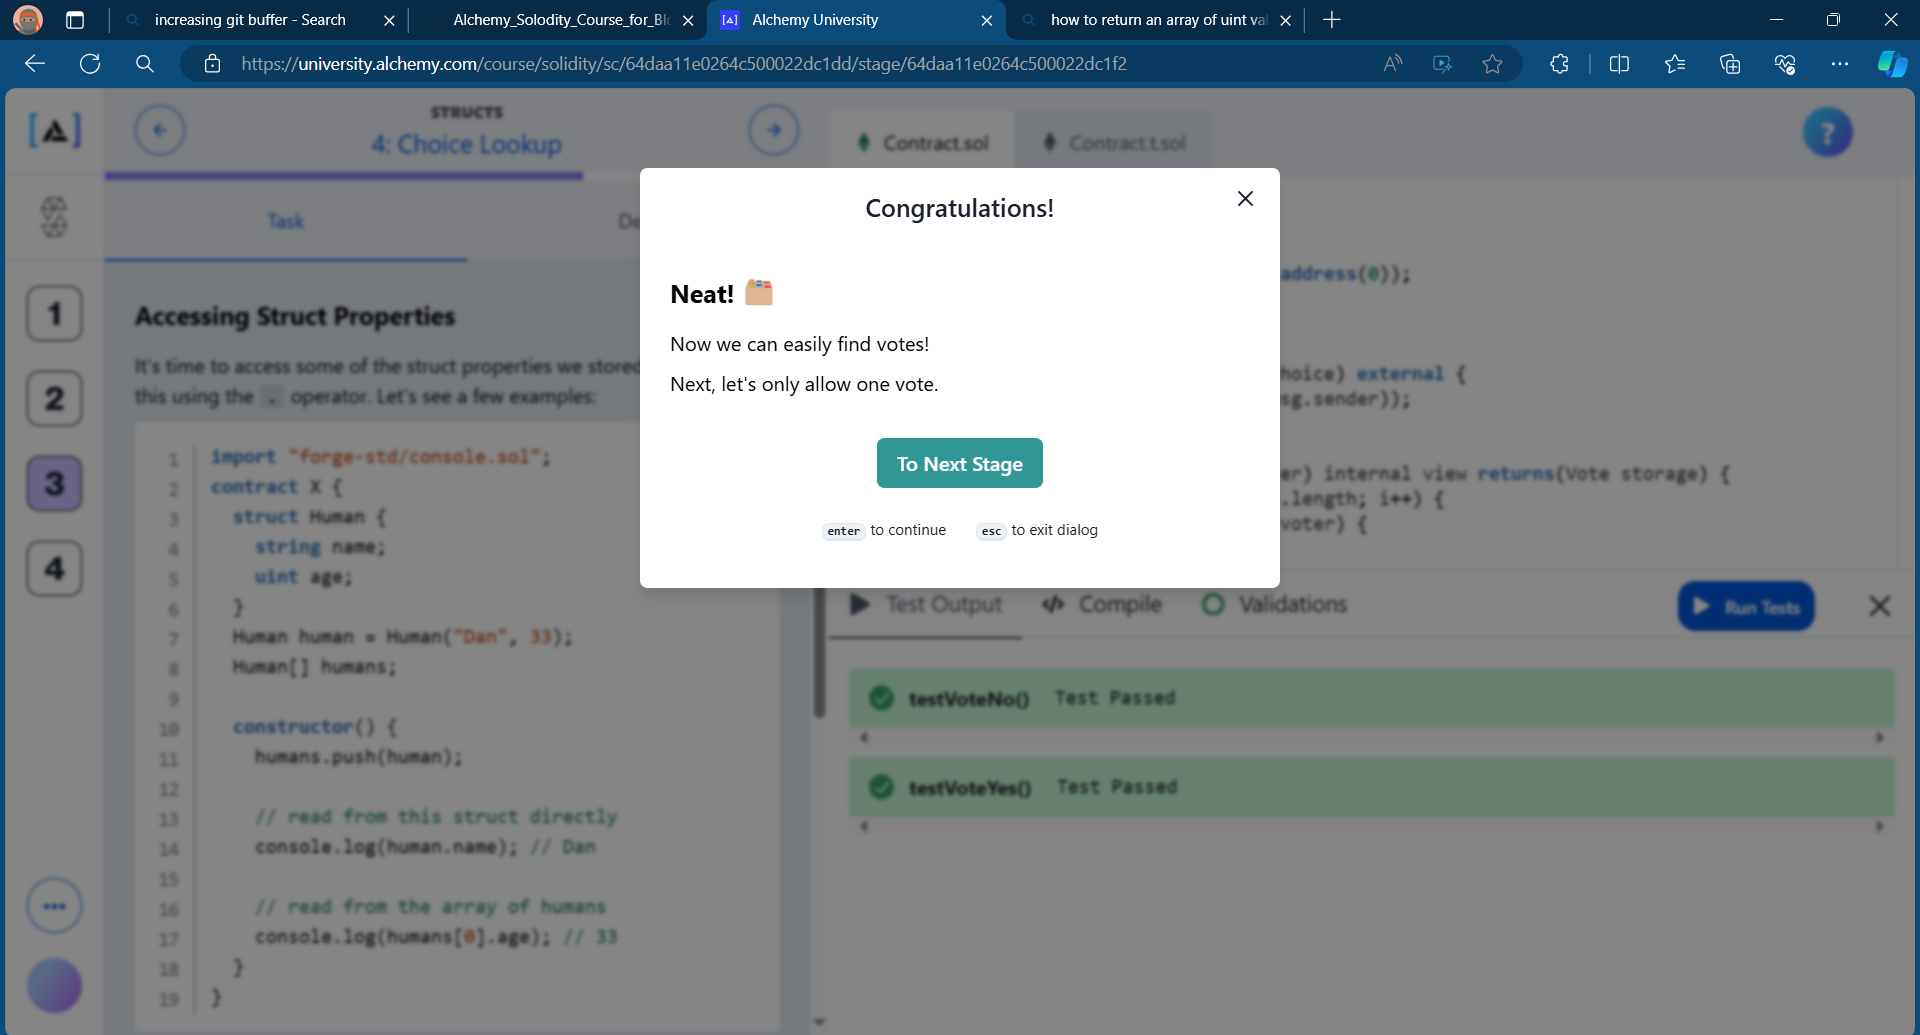 increasing git buffer - Search
Alchemy_Solodity_Course_for_Blo
Alchemy University
how to return an array of uint val
https://university.alchemy.com/course/solidity/sc/64daa11e0264c500022dc1dd/stage/64daa11e0264c500022dc1f2
STRUCTS
4: Choice Lookup
Contract.sol
Contract.t.sol
?
Task
De
1
2
3
4
Accessing Struct Properties
It's time to access some of the struct properties we stored
this using the . operator. Let's see a few examples:
1 import "forge-std/console.sol";
2 contract X {
3 struct Human {
4 string name;
5 uint age;
6 }
7 Human human = Human("Dan", 33);
8 Human[] humans;
9
10 constructor() {
11 humans.push(human);
12
13 // read from this struct directly
14 console.log(human.name); // Dan
15
16 // read from the array of humans
17 console.log(humans[0].age); // 33
18 }
19 }
Congratulations!
Neat!
Now we can easily find votes!
Next, let's only allow one vote.
To Next Stage
enter to continue esc to exit dialog
address(0));
hoice) external {
sg.sender));
er) internal view returns(Vote storage) {
.length; i++) {
voter) {
Test Output
Compile
Validations
Run Tests
testVoteNo() Test Passed
testVoteYes() Test Passed